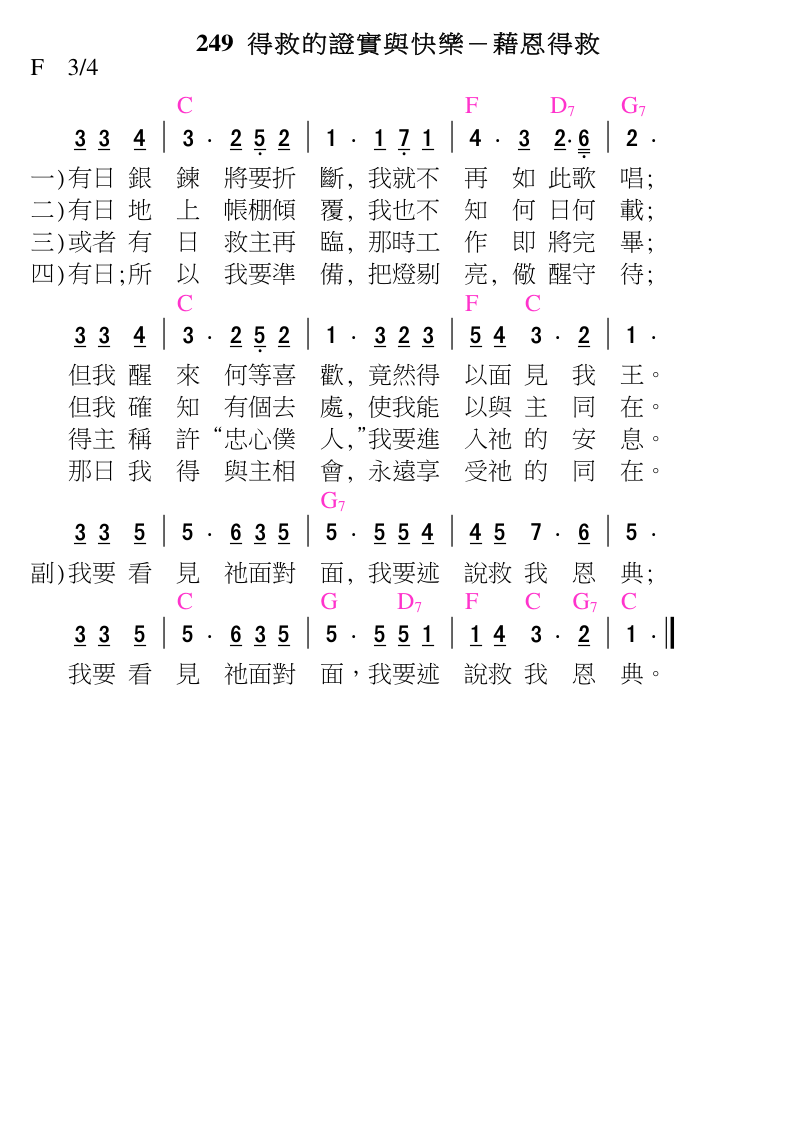 249 得救的證實與快樂－藉恩得救
F 3/4
C F D7 G7
3 3 4 | 3 · 2 5 2 | 1 · 1 7 1 | 4 · 3 2· 6 | 2 ·
一)有日 銀 鍊 將要折 斷, 我就不 再 如 此歌 唱;
二)有日 地 上 帳棚傾 覆, 我也不 知 何 日何 載;
三)或者 有 日 救主再 臨, 那時工 作 即 將完 畢;
四)有日;所 以 我要準 備, 把燈剔 亮, 儆 醒守 待;
C F C
3 3 4 | 3 · 2 5 2 | 1 · 3 2 3 | 5 4 3 · 2 | 1 ·
但我 醒 來 何等喜 歡, 竟然得 以面 見 我 王。
但我 確 知 有個去 處, 使我能 以與 主 同 在。
得主 稱 許 “忠心僕 人,”我要進 入祂 的 安 息。
那日 我 得 與主相 會, 永遠享 受祂 的 同 在。
G7
3 3 5 | 5 · 6 3 5 | 5 · 5 5 4 | 4 5 7 · 6 | 5 ·
副)我要 看 見 祂面對 面, 我要述 說救 我 恩 典;
C G D7 F C G7 C
3 3 5 | 5 · 6 3 5 | 5 · 5 5 1 | 1 4 3 · 2 | 1 ·
我要 看 見 祂面對 面，我要述 說救 我 恩 典。